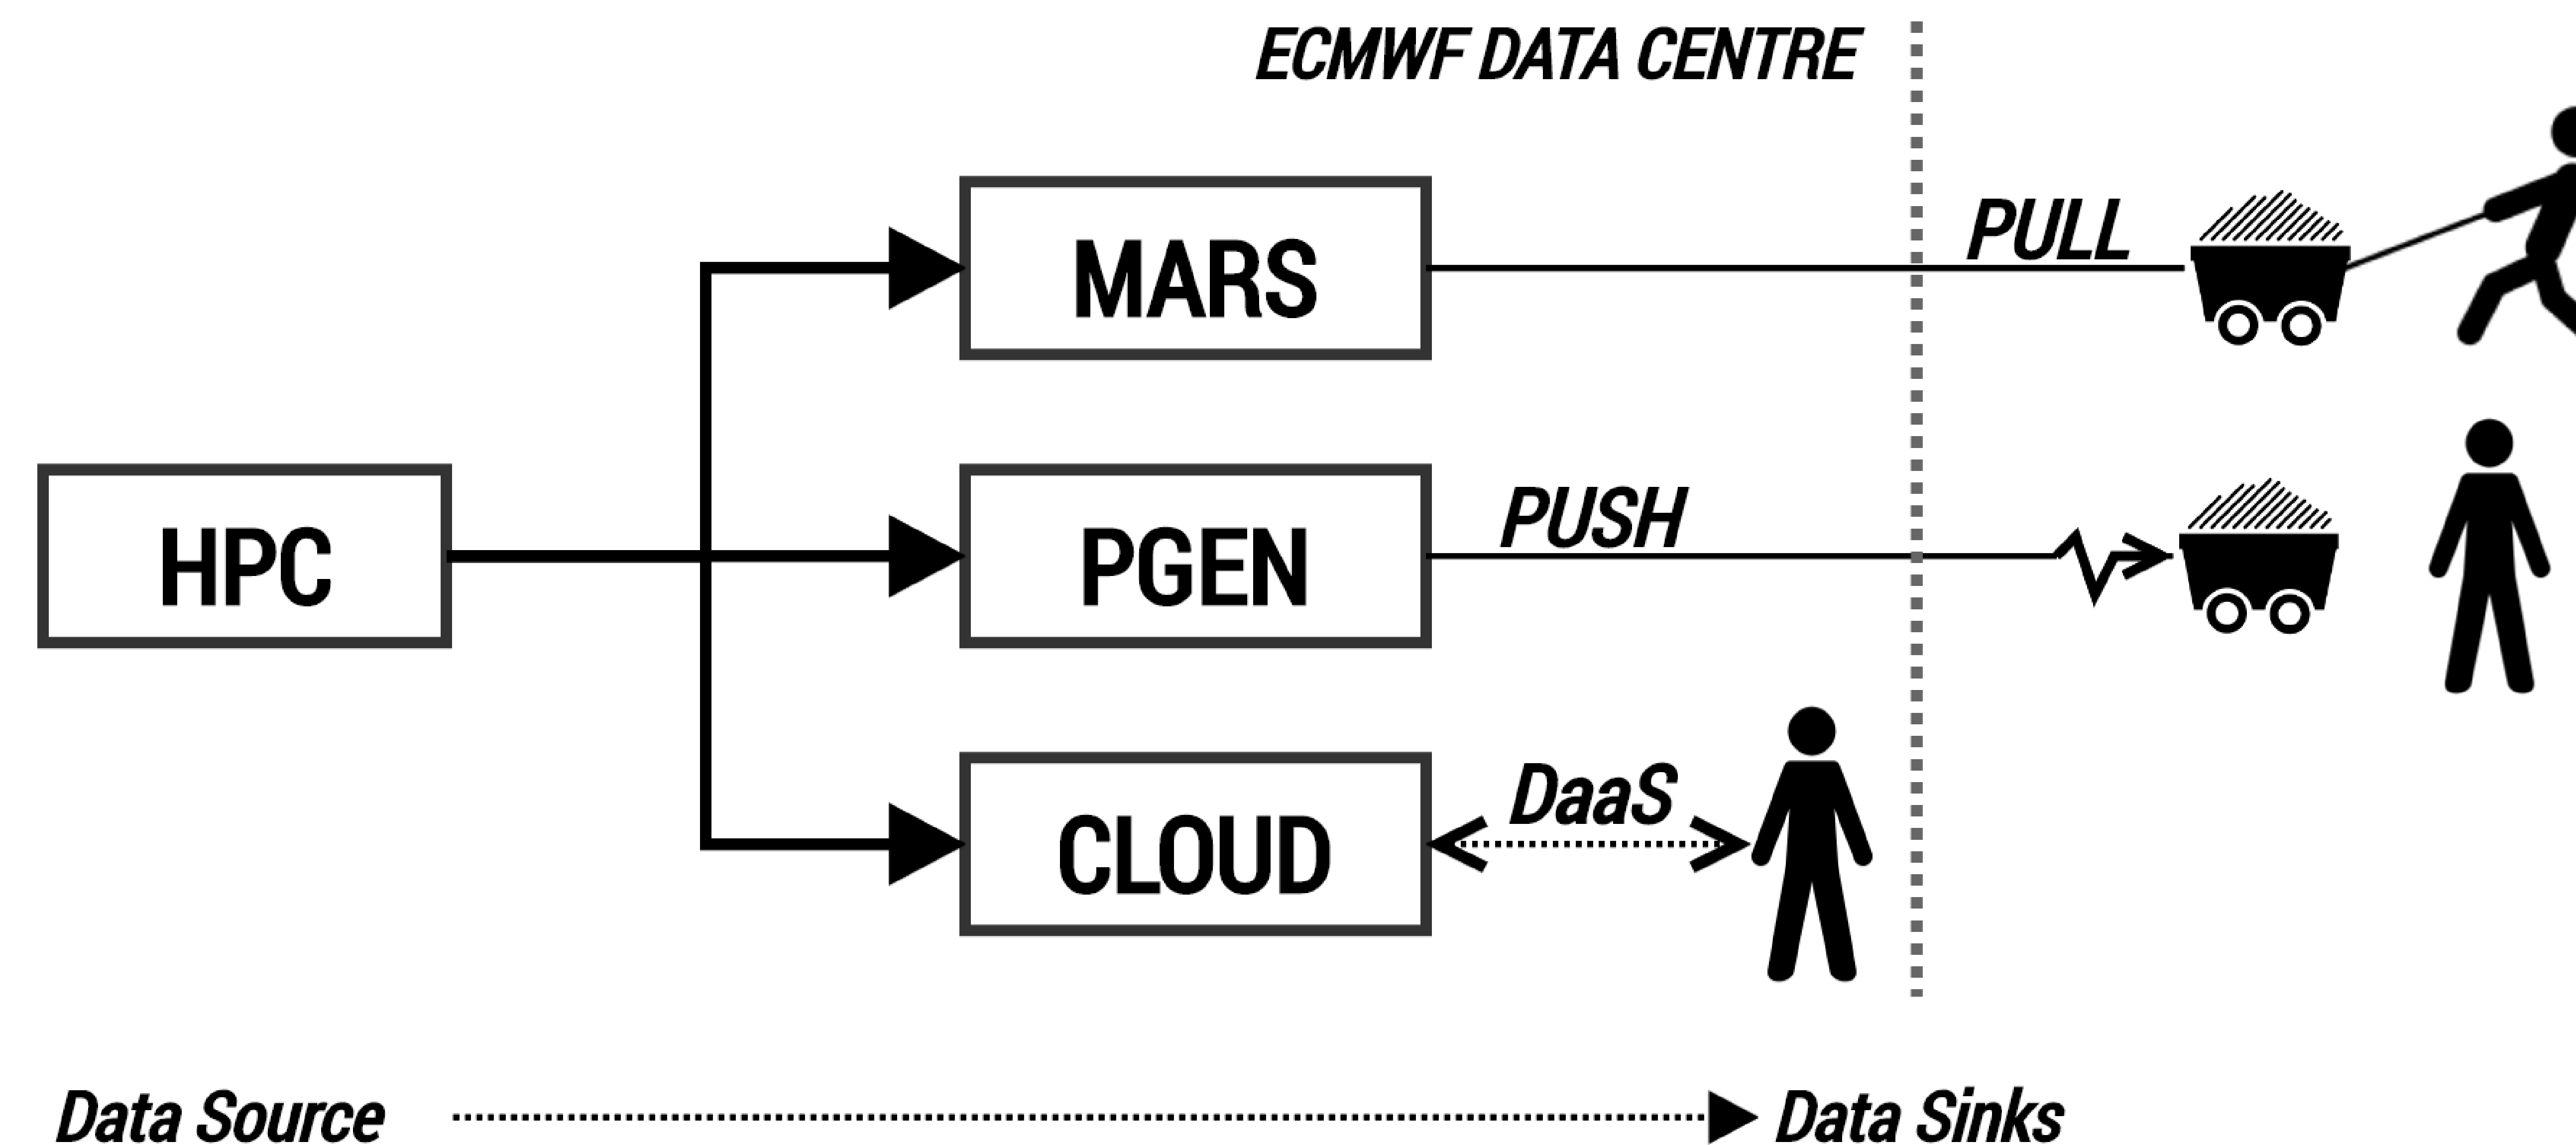 ECMWF DATA CENTRE
MARS
PULL
HPC
PGEN
PUSH
CLOUD
DaaS
Data Source
Data Sinks